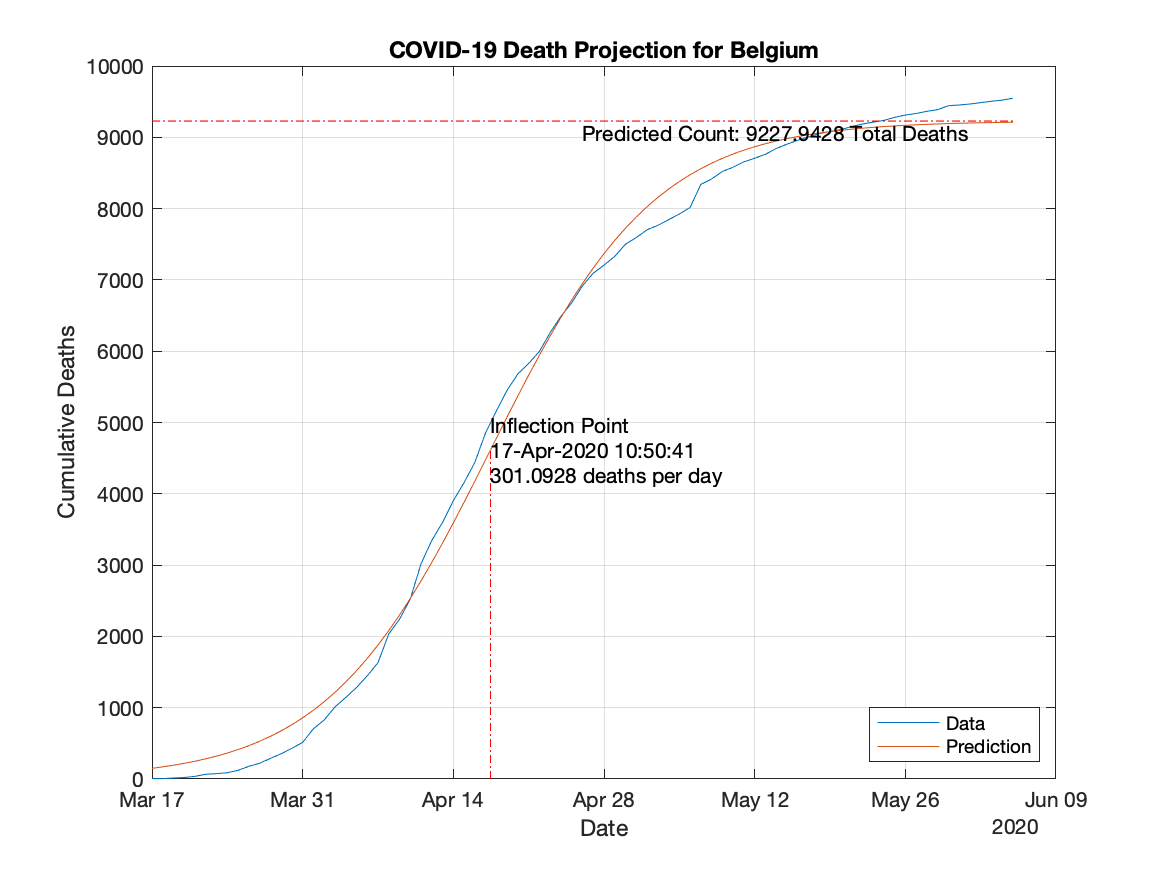 COVID-19 Death Projection for Belgium
10000
9000
8000
7000
6000
5000
4000
3000
2000
1000
0
Cumulative Deaths
Predicted Count: 9227.9428 Total Deaths
Inflection Point
17-Apr-2020 10:50:41
301.0928 deaths per day
Data
Prediction
Mar 17 Mar 31 Apr 14 Apr 28 May 12 May 26 Jun 09
Date
2020